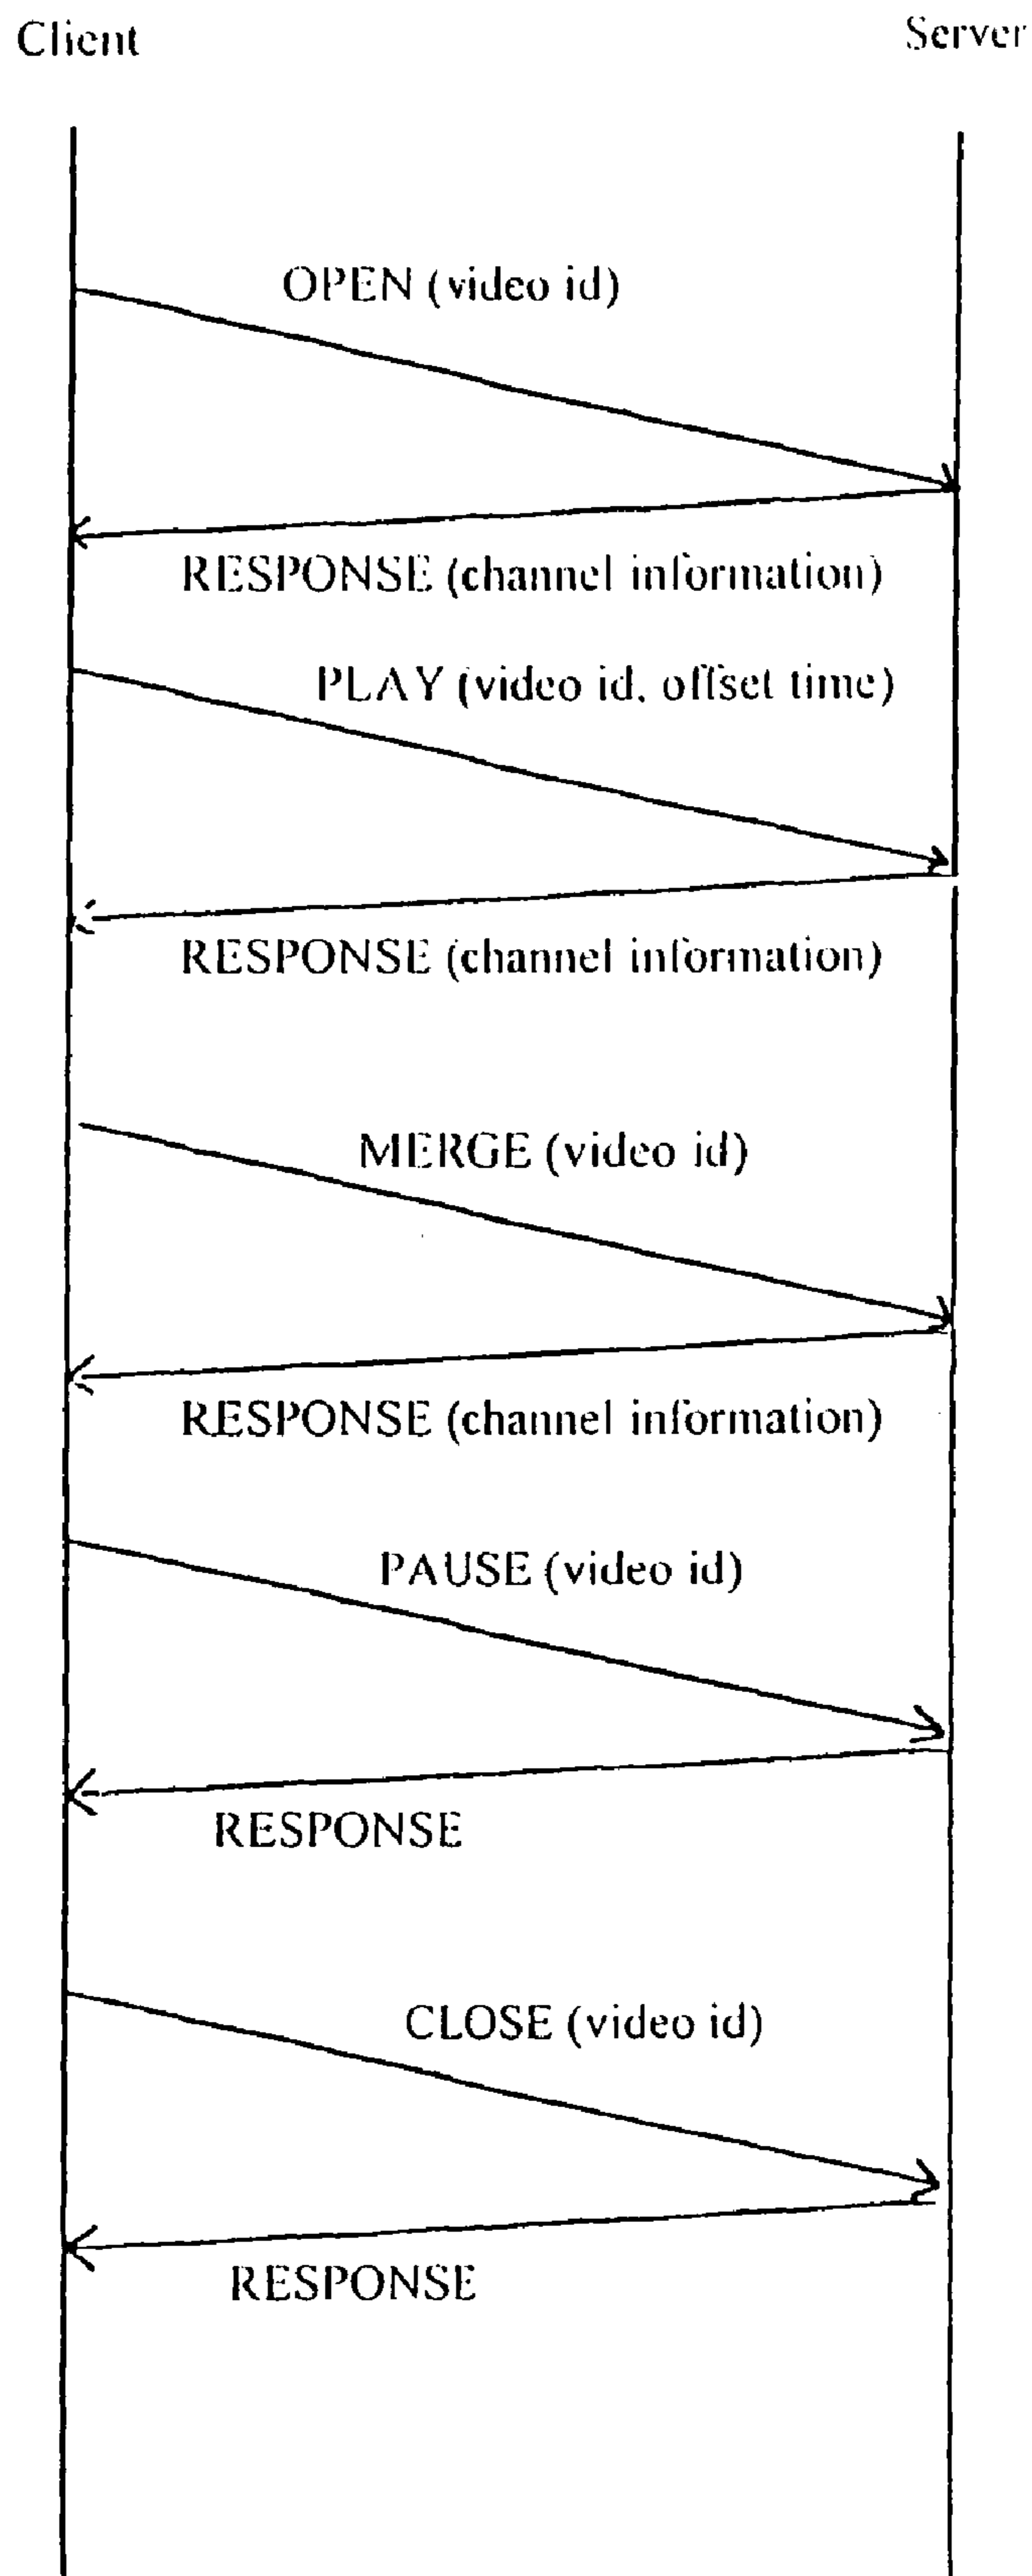 Client
Server
OPEN (video id)
RESPONSE (channel information)
PLAY (video id, offset time)
RESPONSE (channel information)
MERGE (video id)
RESPONSE (channel information)
PAUSE (video id)
RESPONSE
CLOSE (video id)
RESPONSE